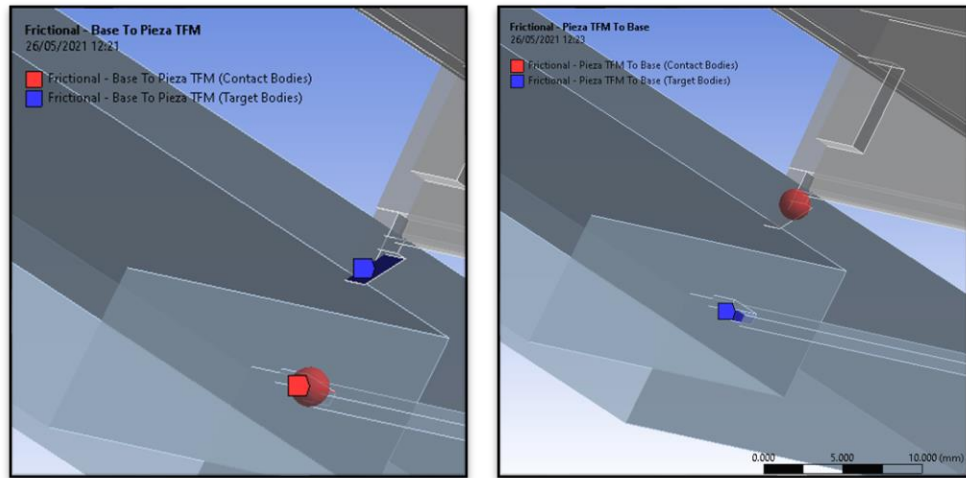 Frictional - Base To Pieza TFM
26/05/2021 12:21
Frictional - Base To Pieza TFM (Contact Bodies)
Frictional - Base To Pieza TFM (Target Bodies)
Frictional - Pieza TFM To Base
26/05/2021 12:23
Frictional - Pieza TFM To Base (Contact Bodies)
Frictional - Pieza TFM To Base (Target Bodies)
0.000 5.000 10.000 (mm)